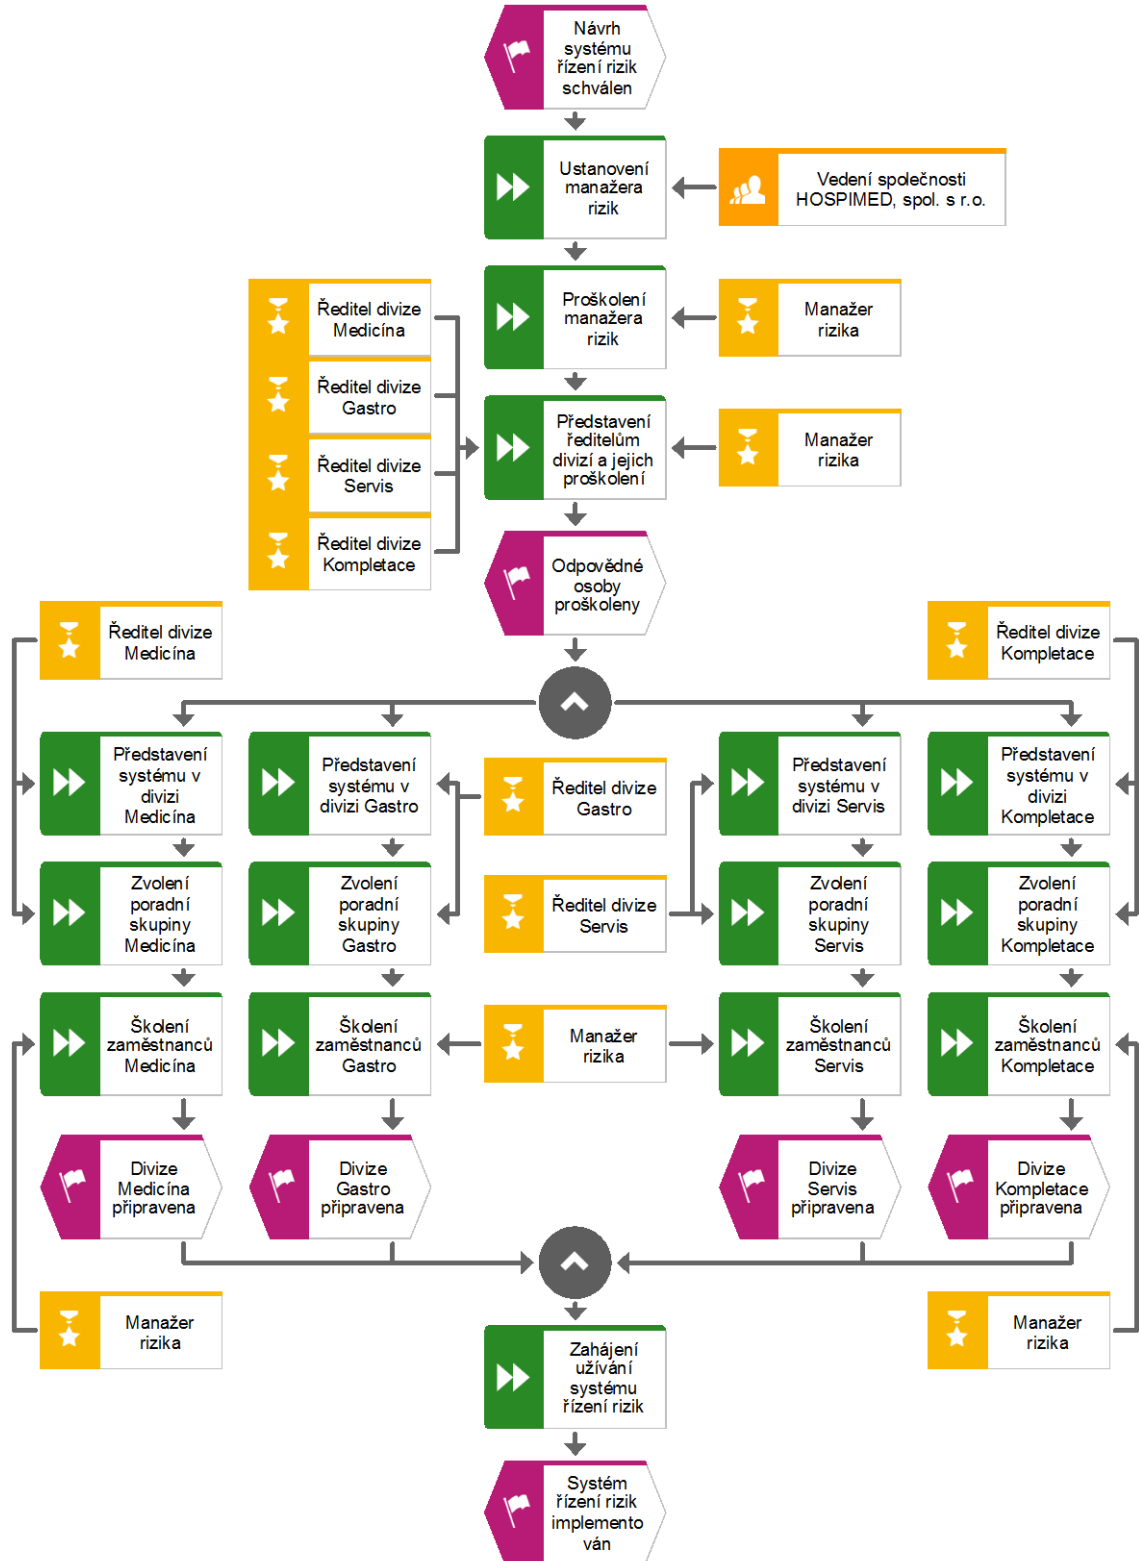 Návrh
systému
řízení rizik
schválen
Ustanovení
manažera
rizik
Vedení společnosti
HOSPIMED, spol. s r.o.
Proškolení
manažera
rizik
Manažer
rizika
Ředitel divize
Medicína
Ředitel divize
Gastro
Ředitel divize
Servis
Ředitel divize
Kompletace
Představení
ředitelům
divizí a jejich
proškolení
Manažer
rizika
Odpovědné
osoby
proškoleny
Ředitel divize
Medicína
Ředitel divize
Kompletace
Představení
systému v
divizi
Medicína
Představení
systému v
divizi Gastro
Ředitel divize
Gastro
Představení
systému v
divizi Servis
Představení
systému v
divizi
Kompletace
Zvolení
poradní
skupiny
Medicína
Zvolení
poradní
skupiny
Gastro
Ředitel divize
Servis
Zvolení
poradní
skupiny
Servis
Zvolení
poradní
skupiny
Kompletace
Školení
zaměstnanců
Medicína
Školení
zaměstnanců
Gastro
Manažer
rizika
Školení
zaměstnanců
Servis
Školení
zaměstnanců
Kompletace
Divize
Medicína
připravena
Divize
Gastro
připravena
Divize
Servis
připravena
Divize
Kompletace
připravena
Manažer
rizika
Manažer
rizika
Zahájení
užívání
systému
řízení rizik
Systém
řízení rizik
implemento
ván